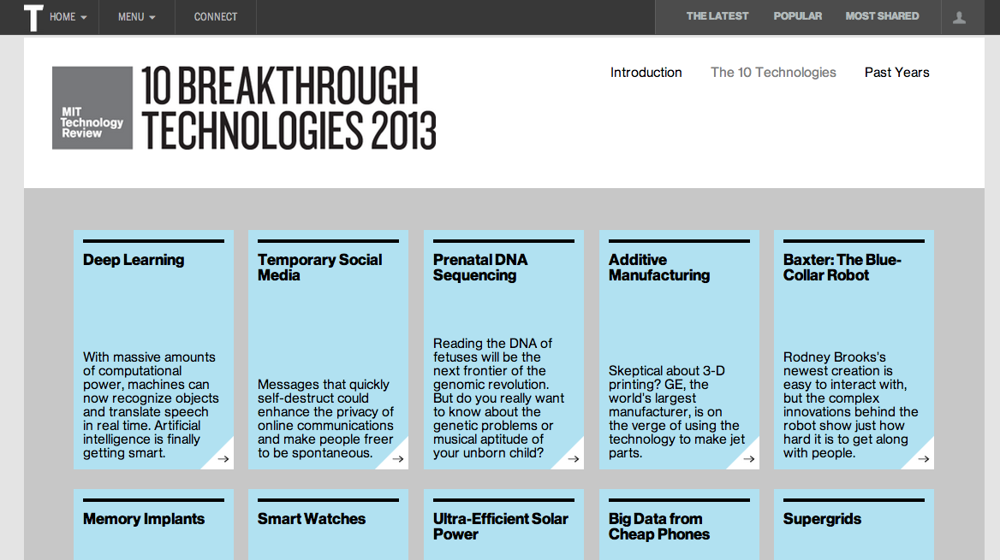 T HOME MENU CONNECT THE LATEST POPULAR MOST SHARED
MIT
Technology
Review
10 BREAKTHROUGH
TECHNOLOGIES 2013
Introduction The 10 Technologies Past Years
Deep Learning
With massive amounts
of computational
power, machines can
now recognize objects
and translate speech
in real time. Artificial
intelligence is finally
getting smart.
Temporary Social
Media
Messages that quickly
self-destruct could
enhance the privacy of
online communications
and make people freer
to be spontaneous.
Prenatal DNA
Sequencing
Reading the DNA of
fetuses will be the
next frontier of the
genomic revolution.
But do you really want
to know about the
genetic problems or
musical aptitude of
your unborn child?
Additive
Manufacturing
Skeptical about 3-D
printing? GE, the
world's largest
manufacturer, is on
the verge of using the
technology to make jet
parts.
Baxter: The Blue-
Collar Robot
Rodney Brooks's
newest creation is
easy to interact with,
but the complex
innovations behind the
robot show just how
hard it is to get along
with people.
Memory Implants
Smart Watches
Ultra-Efficient Solar
Power
Big Data from
Cheap Phones
Supergrids